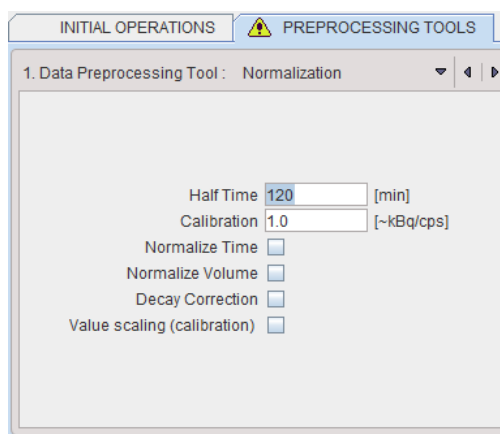 INITIAL OPERATIONS PREPROCESSING TOOLS
1. Data Preprocessing Tool : Normalization
Half Time 120 [min]
Calibration 1.0 [~kBq/cps]
Normalize Time
Normalize Volume
Decay Correction
Value scaling (calibration)